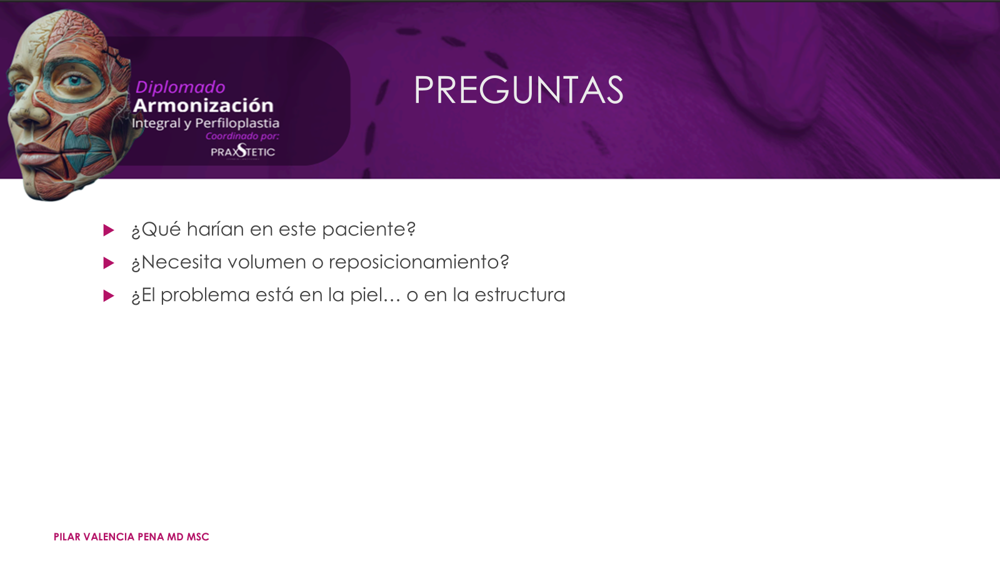 Diplomado
Armonización
Integral y Perfiloplastia
Coordinado por:
PRAXSTETIC
PREGUNTAS
¿Qué harían en este paciente?
¿Necesita volumen o reposicionamiento?
¿El problema está en la piel… o en la estructura
PILAR VALENCIA PENA MD MSC